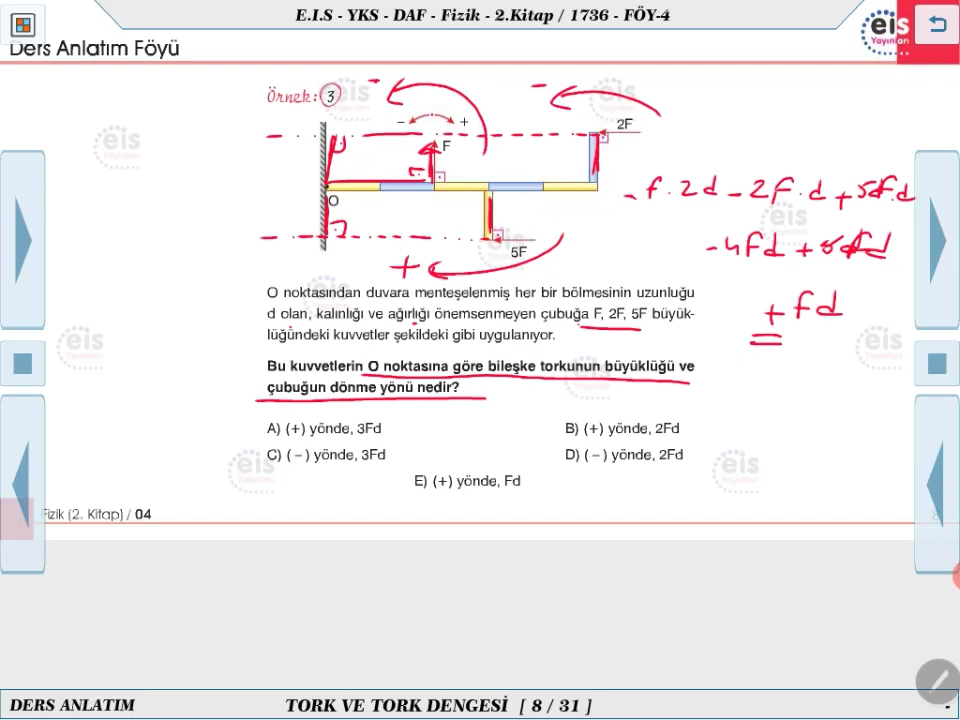 E.I.S - YKS - DAF - Fizik - 2.Kitap / 1736 - FÖY-4
eis
Yayınları
Ders Anlatım Föyü
Örnek: 3
- +
F
2F
O
5F
- F . 2d - 2F . d + 5F.d
- 4Fd + 5Fd
+ Fd
O noktasından duvara menteşelenmiş her bir bölmesinin uzunluğu
d olan, kalınlığı ve ağırlığı önemsenmeyen çubuğa F, 2F, 5F büyük-
lüğündeki kuvvetler şekildeki gibi uygulanıyor.
Bu kuvvetlerin O noktasına göre bileşke torkunun büyüklüğü ve
çubuğun dönme yönü nedir?
A) (+) yönde, 3Fd
B) (+) yönde, 2Fd
C) ( – ) yönde, 3Fd
D) ( – ) yönde, 2Fd
E) (+) yönde, Fd
Fizik (2. Kitap) / 04
DERS ANLATIM
TORK VE TORK DENGESİ [ 8 / 31 ]
-